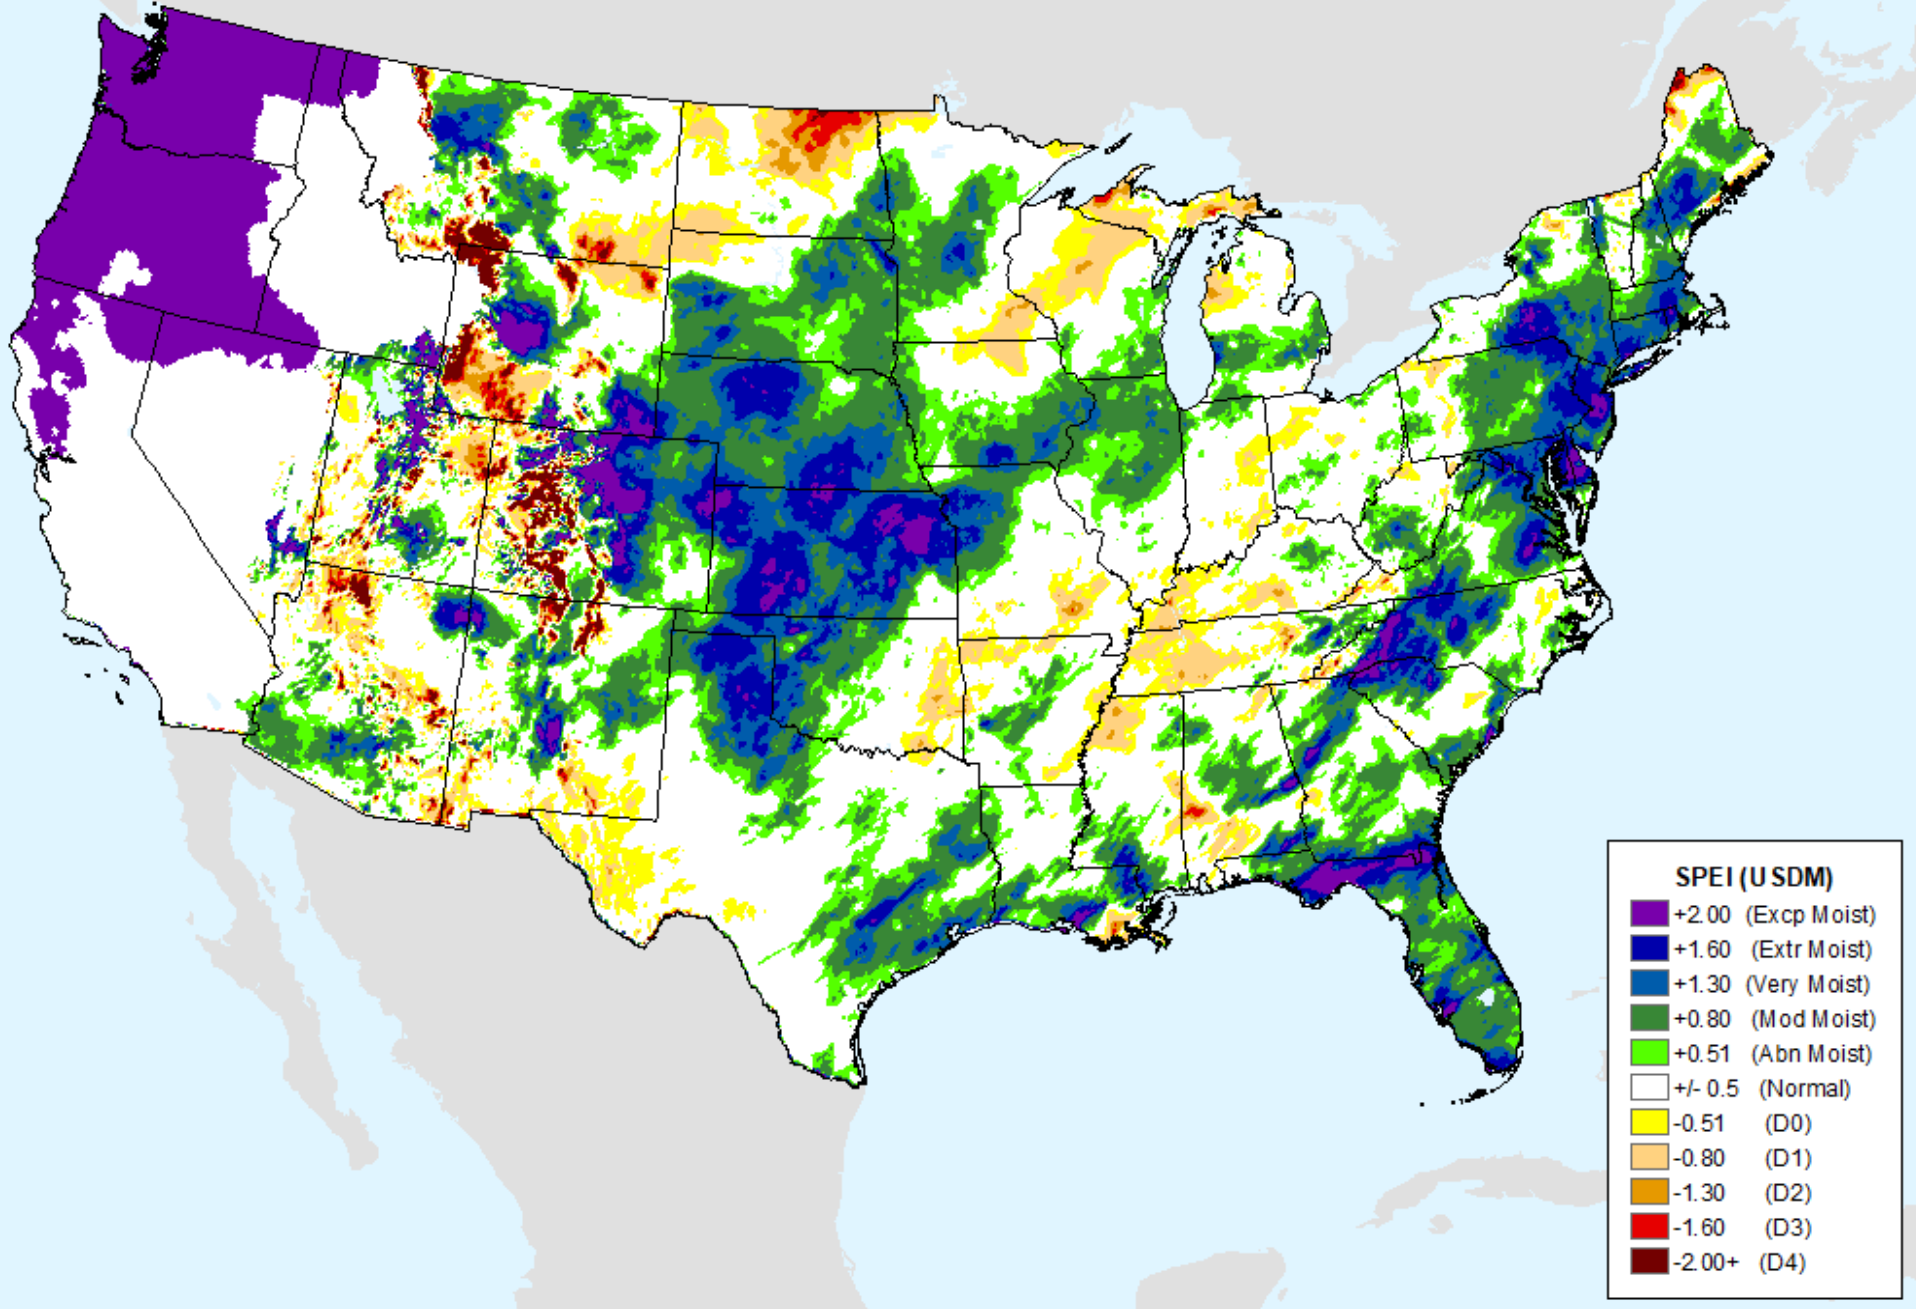 SPEI (USDM)
+2.00 (Excp Moist)
+1.60 (Extr Moist)
+1.30 (Very Moist)
+0.80 (Mod Moist)
+0.51 (Abn Moist)
+/- 0.5 (Normal)
-0.51 (D0)
-0.80 (D1)
-1.30 (D2)
-1.60 (D3)
-2.00+ (D4)